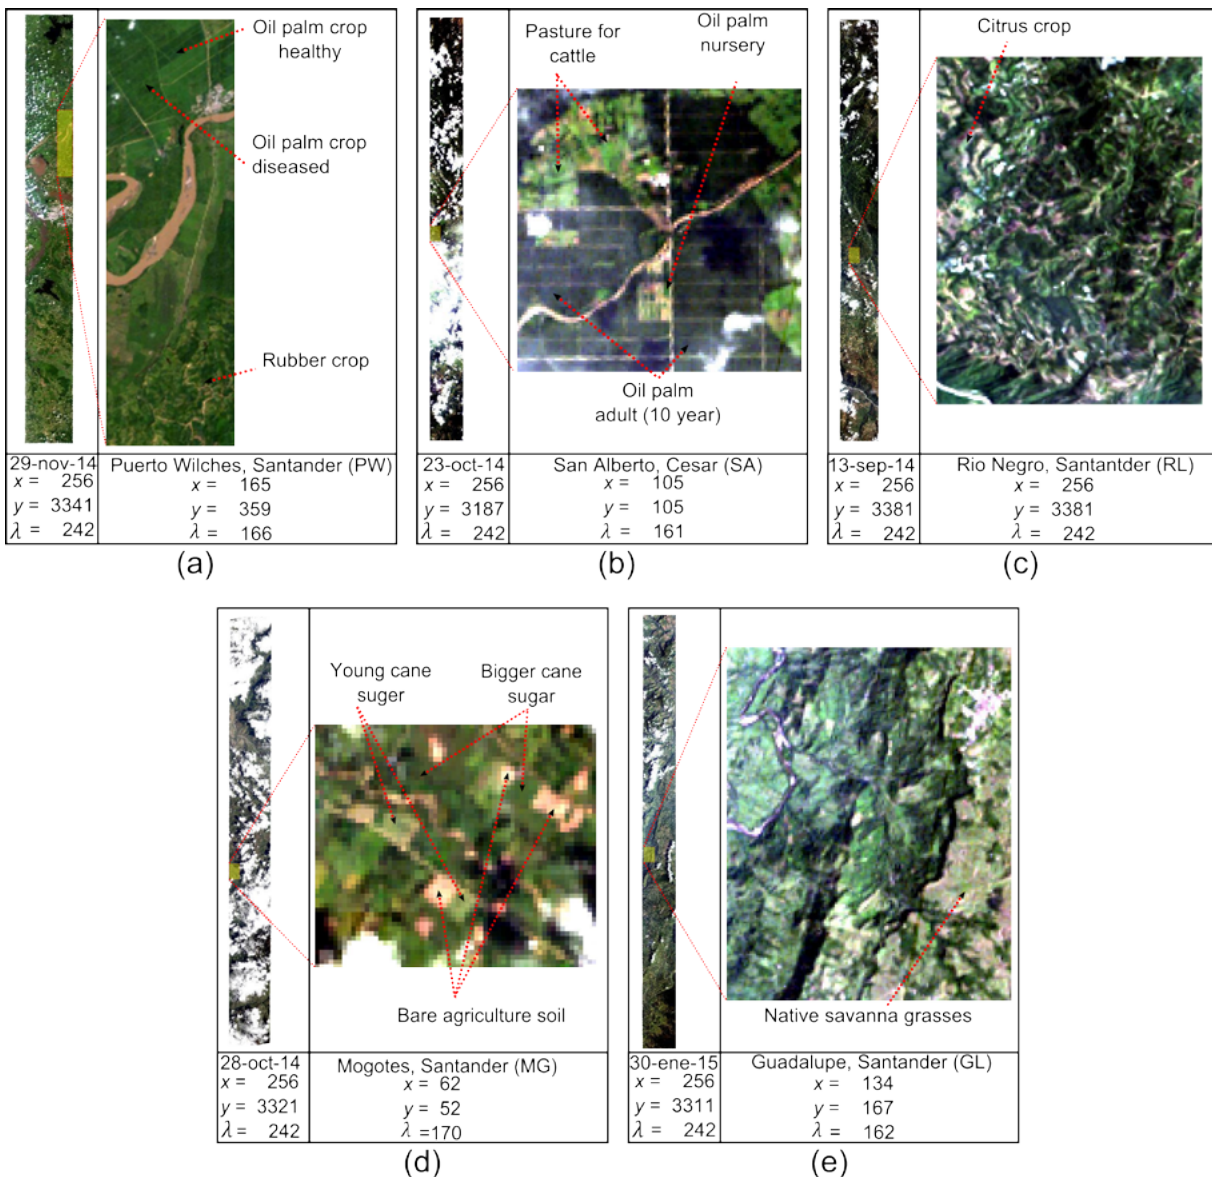 Oil palm crop
healthy
Oil palm crop
diseased
Rubber crop
29-nov-14
x = 256
y = 3341
λ = 242
Puerto Wilches, Santander (PW)
x = 165
y = 359
λ = 166
(a)
Pasture for
cattle
Oil palm
nursery
Oil palm
adult (10 year)
23-oct-14
x = 256
y = 3187
λ = 242
San Alberto, Cesar (SA)
x = 105
y = 105
λ = 161
(b)
Citrus crop
13-sep-14
x = 256
y = 3381
λ = 242
Rio Negro, Santantder (RL)
x = 256
y = 3381
λ = 242
(c)
Young cane
suger
Bigger cane
sugar
Bare agriculture soil
28-oct-14
x = 256
y = 3321
λ = 242
Mogotes, Santander (MG)
x = 62
y = 52
λ =170
(d)
Native savanna grasses
30-ene-15
x = 256
y = 3311
λ = 242
Guadalupe, Santander (GL)
x = 134
y = 167
λ = 162
(e)